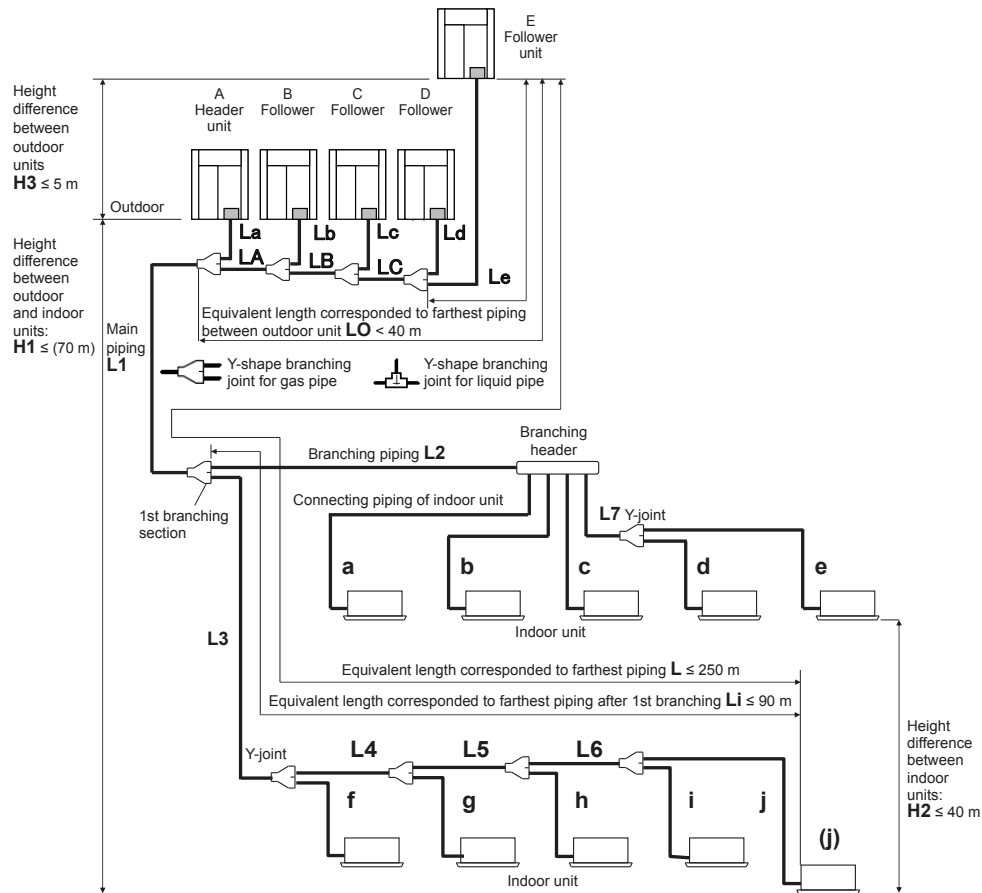 E
Follower
unit
Height
difference
between
outdoor
units
H3 ≤ 5 m
A
Header
unit
B
Follower
C
Follower
D
Follower
Outdoor
La
Lb
Lc
Ld
LA
LB
LC
Le
Height
difference
between
outdoor
and indoor
units:
H1 ≤ (70 m)
Main
piping
L1
Equivalent length corresponded to farthest piping
between outdoor unit LO < 40 m
Y-shape branching
joint for gas pipe
Y-shape branching
joint for liquid pipe
Branching piping L2
Branching
header
1st branching
section
Connecting piping of indoor unit
L7 Y-joint
a
b
c
d
e
Indoor unit
L3
Equivalent length corresponded to farthest piping L ≤ 250 m
Equivalent length corresponded to farthest piping after 1st branching Li ≤ 90 m
Height
difference
between
indoor
units:
H2 ≤ 40 m
Y-joint
L4
L5
L6
f
g
h
i
j
(j)
Indoor unit